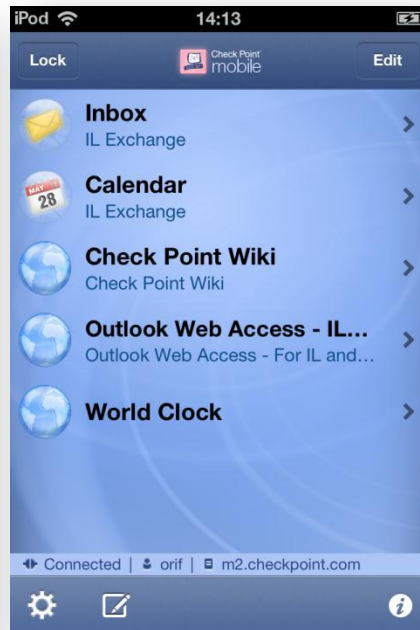 iPod 14:13
Lock Check Point mobile Edit
Inbox
IL Exchange
MAY 28 Calendar
IL Exchange
Check Point Wiki
Check Point Wiki
Outlook Web Access - IL...
Outlook Web Access - For IL and...
World Clock
Connected | orif | m2.checkpoint.com
i